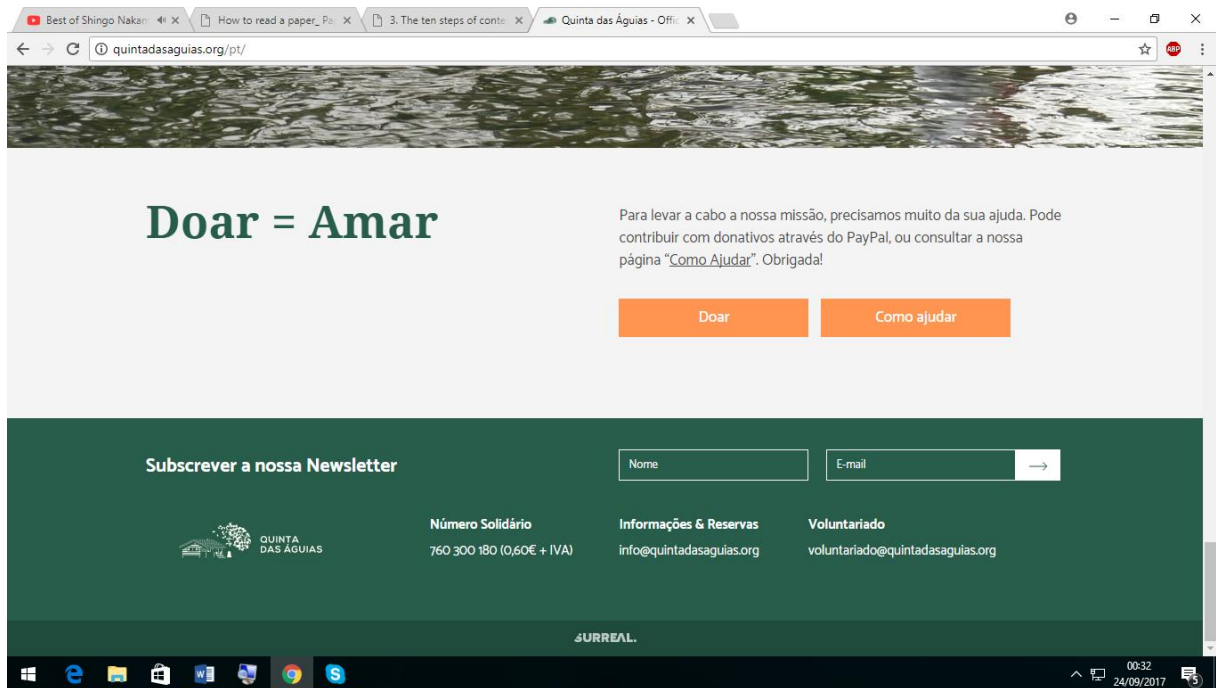 Best of Shingo Nakam
How to read a paper_ Pa
3. The ten steps of conte
Quinta das Águias - Offic
quintadasaguias.org/pt/
ABP
Doar = Amar
Para levar a cabo a nossa missão, precisamos muito da sua ajuda. Pode
contribuir com donativos através do PayPal, ou consultar a nossa
página “Como Ajudar”. Obrigada!
Doar
Como ajudar
Subscrever a nossa Newsletter
Nome
E-mail
QUINTA
DAS ÁGUIAS
Número Solidário
760 300 180 (0,60€ + IVA)
Informações & Reservas
info@quintadasaguias.org
Voluntariado
voluntariado@quintadasaguias.org
SURREAL.
00:32
24/09/2017
5